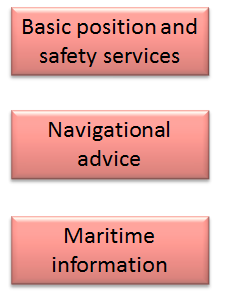 Basic position and
safety services
Navigational
advice
Maritime
information